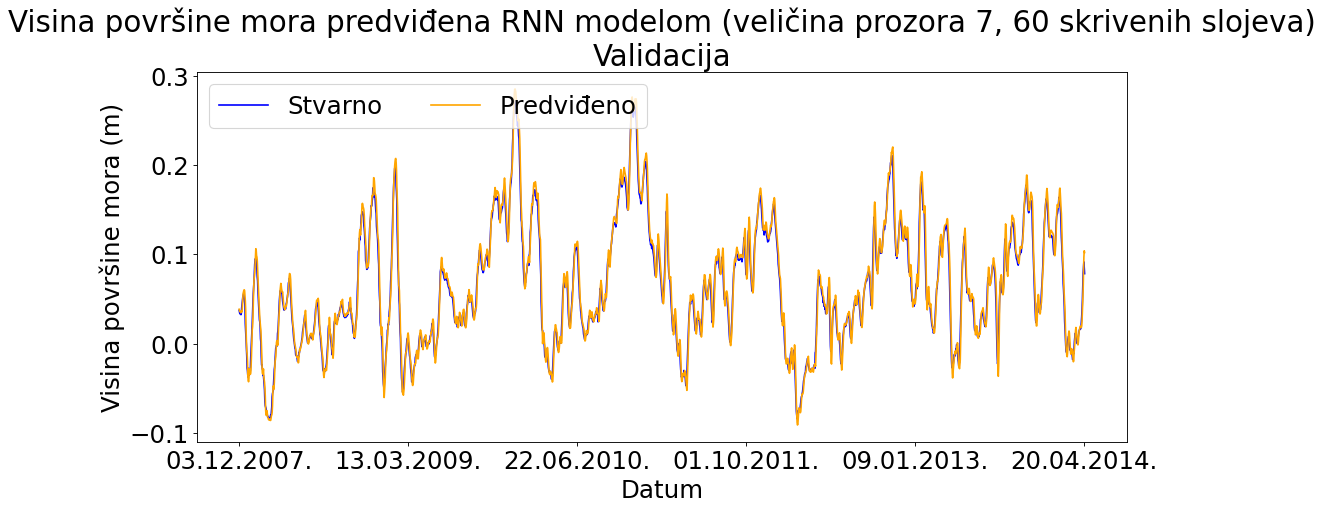 Visina površine mora predviđena RNN modelom (veličina prozora 7, 60 skrivenih slojeva)
Validacija
Stvarno Predviđeno
Visina površine mora (m)
0.3
0.2
0.1
0.0
−0.1
03.12.2007. 13.03.2009. 22.06.2010. 01.10.2011. 09.01.2013. 20.04.2014.
Datum